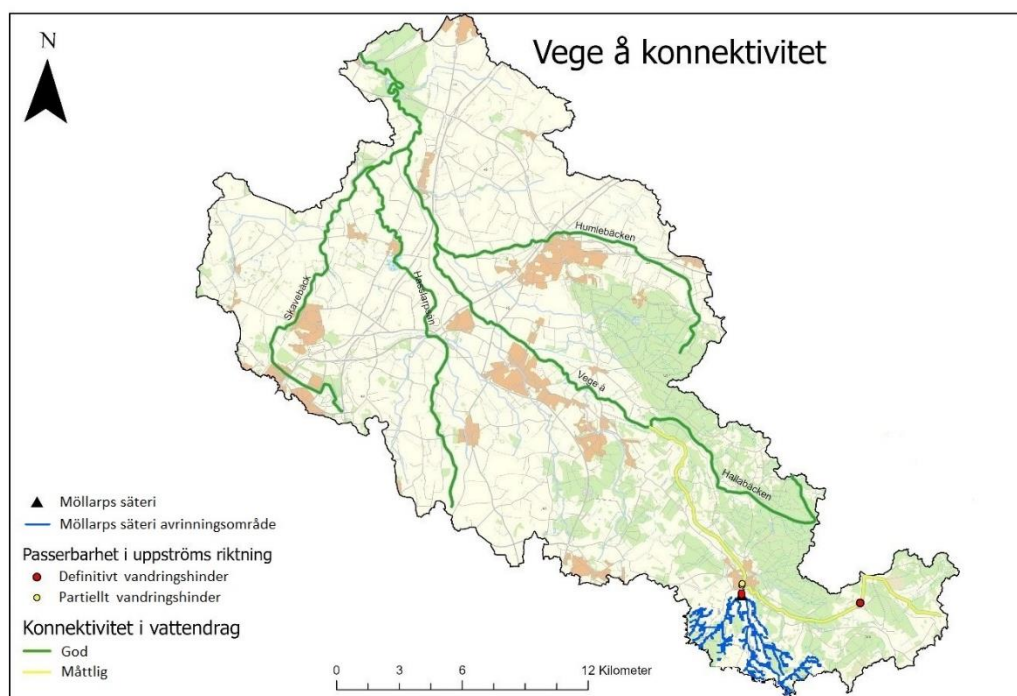 Vege å konnektivitet
N
Humlebäcken
Skavebäck
Hasslarpsån
Vege å
Hallabäcken
Möllarps säteri
Möllarps säteri avrinningsområde
Passerbarhet i uppströms riktning
Definitivt vandringshinder
Partiellt vandringshinder
Konnektivitet i vattendrag
God
Måttlig
0 3 6 12 Kilometer